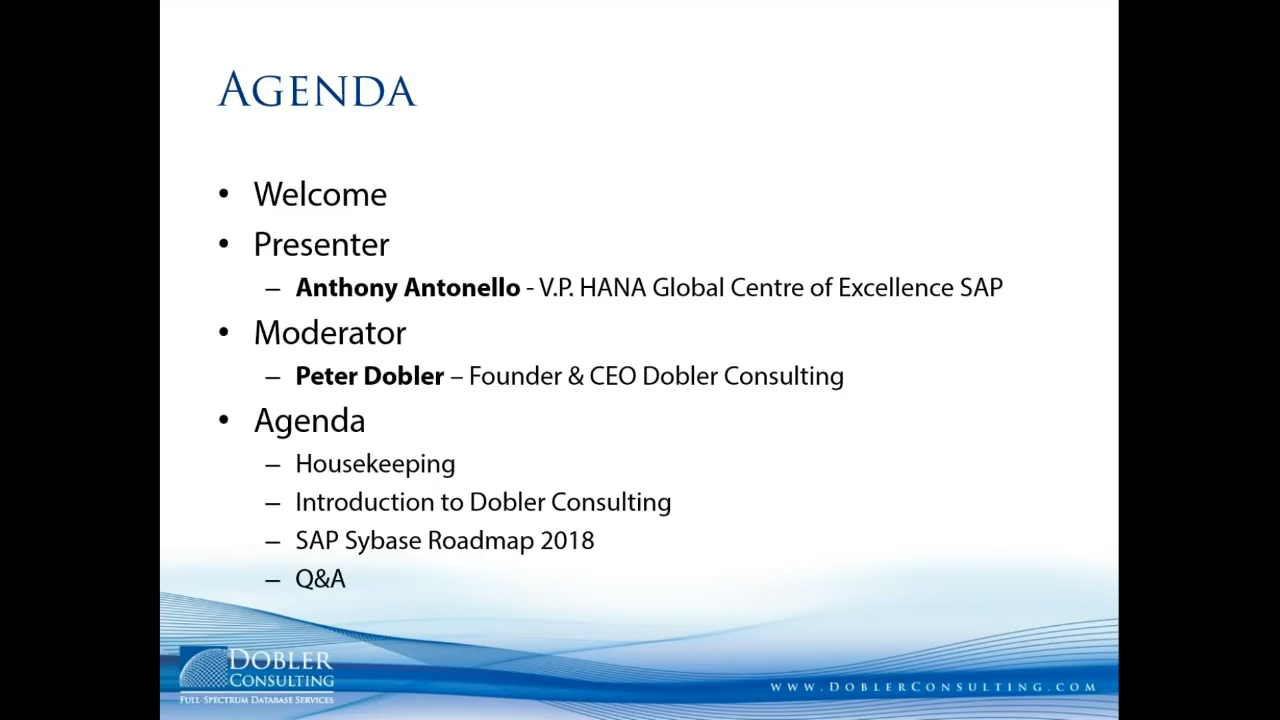 AGENDA
• Welcome
• Presenter
– Anthony Antonello - V.P. HANA Global Centre of Excellence SAP
• Moderator
– Peter Dobler – Founder & CEO Dobler Consulting
• Agenda
– Housekeeping
– Introduction to Dobler Consulting
– SAP Sybase Roadmap 2018
– Q&A
DOBLER
CONSULTING
FULL-SPECTRUM DATABASE SERVICES
WWW.DOBLERCONSULTING.COM